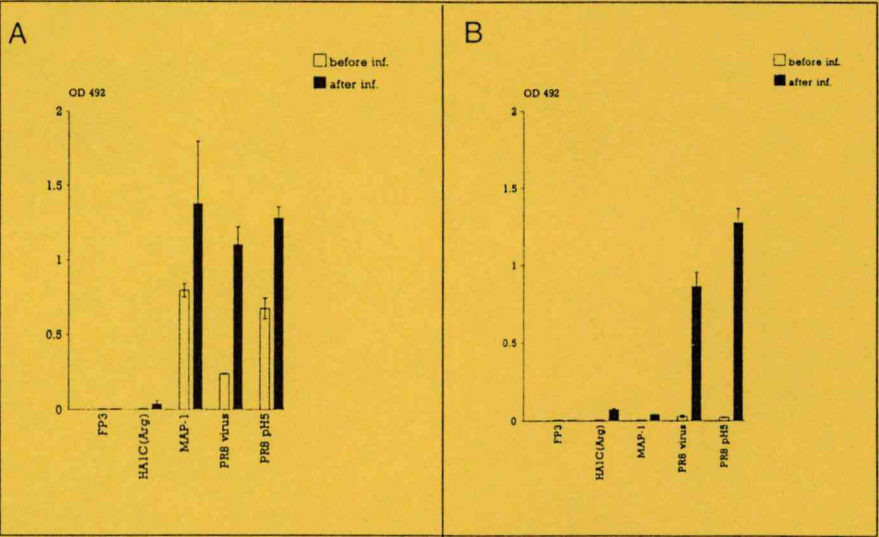 A
before inf.
after inf.
OD 492
2
1.5
1
0.5
0
FP3
HA1C(Arg)
MAP-1
PR8 virus
PR8 pH5
B
before inf.
after inf.
OD 492
2
1.5
1
0.5
0
FP3
HA1C(Arg)
MAP-1
PR8 virus
PR8 pH5